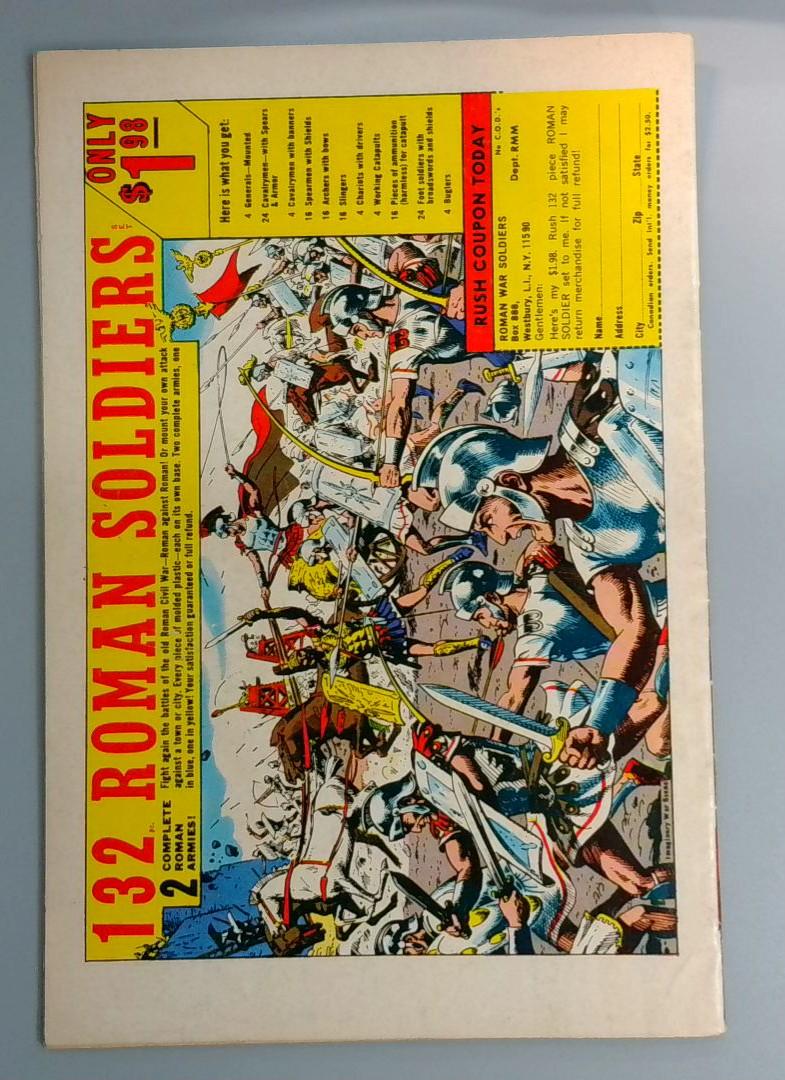 132 PC. ROMAN SOLDIERS SET
ONLY
$1.98
2 COMPLETE
ROMAN
ARMIES!
Fight again the battles of the old Roman Civil War—Roman against Roman! Or mount your own attack
against a town or city. Every piece of molded plastic—each on its own base. Two complete armies, one
in blue, one in yellow! Your satisfaction guaranteed or full refund.
Here is what you get:
4 Generals—Mounted
24 Cavalrymen—with Spears
& Armor
4 Cavalrymen with banners
16 Spearmen with Shields
16 Archers with bows
16 Slingers
4 Chariots with drivers
4 Working Catapults
16 Pieces of ammunition
(harmless) for catapult
24 Foot soldiers with
broadswords and shields
4 Buglers
RUSH COUPON TODAY
No C.O.D.'s
ROMAN WAR SOLDIERS
Box 888, Dept. RMM
Westbury, L.I., N.Y. 11590
Gentlemen:
Here's my $1.98. Rush 132 piece ROMAN
SOLDIER set to me. If not satisfied I may
return merchandise for full refund!
Name
Address
City Zip State
Canadian orders. Send Int'l. money orders for $2.50.
Imaginary War Scene